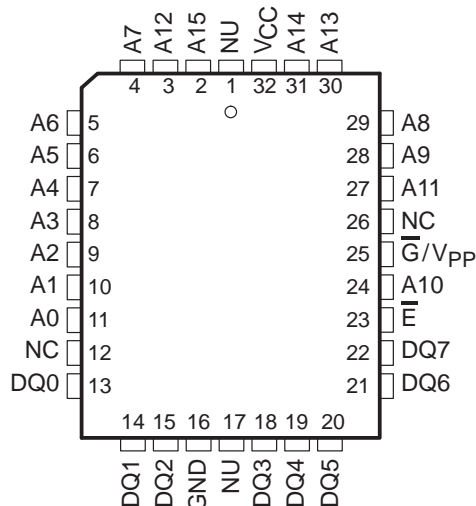 A7 A12 A15 NU VCC A14 A13
4 3 2 1 32 31 30
A6 5 29 A8
A5 6 28 A9
A4 7 27 A11
A3 8 26 NC
A2 9 25 G̅/VPP
A1 10 24 A10
A0 11 23 E̅
NC 12 22 DQ7
DQ0 13 21 DQ6
14 15 16 17 18 19 20
DQ1 DQ2 GND NU DQ3 DQ4 DQ5